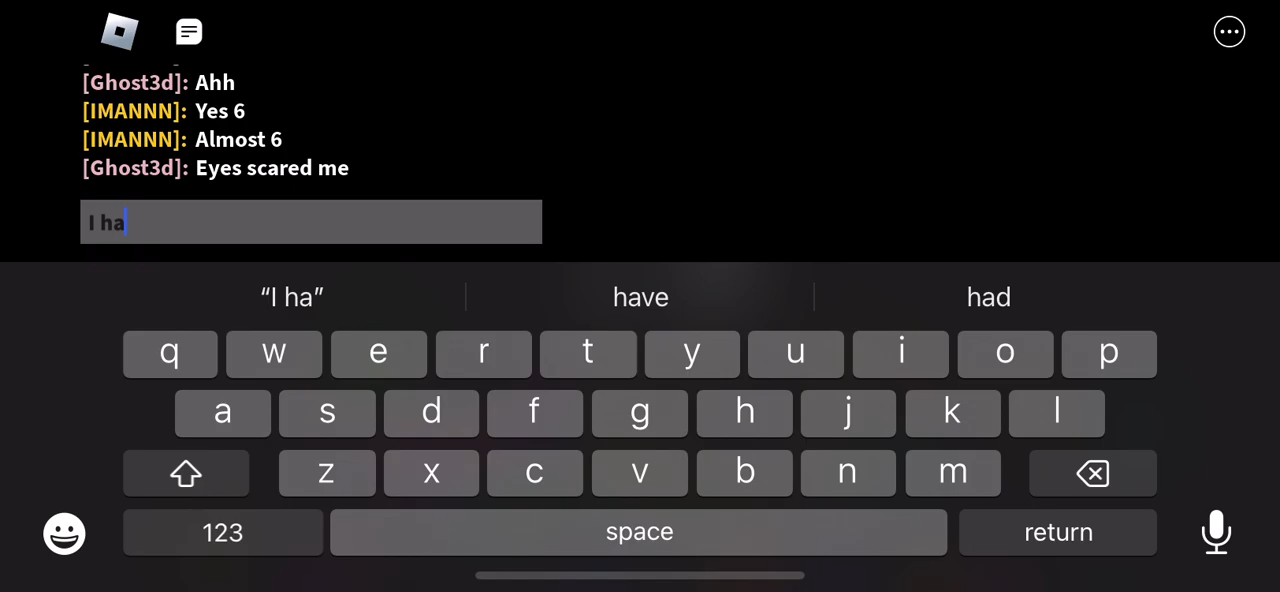 [Ghost3d]: Ahh
[IMANNN]: Yes 6
[IMANNN]: Almost 6
[Ghost3d]: Eyes scared me
I ha
“I ha” have had
q w e r t y u i o p
a s d f g h j k l
z x c v b n m
123 space return